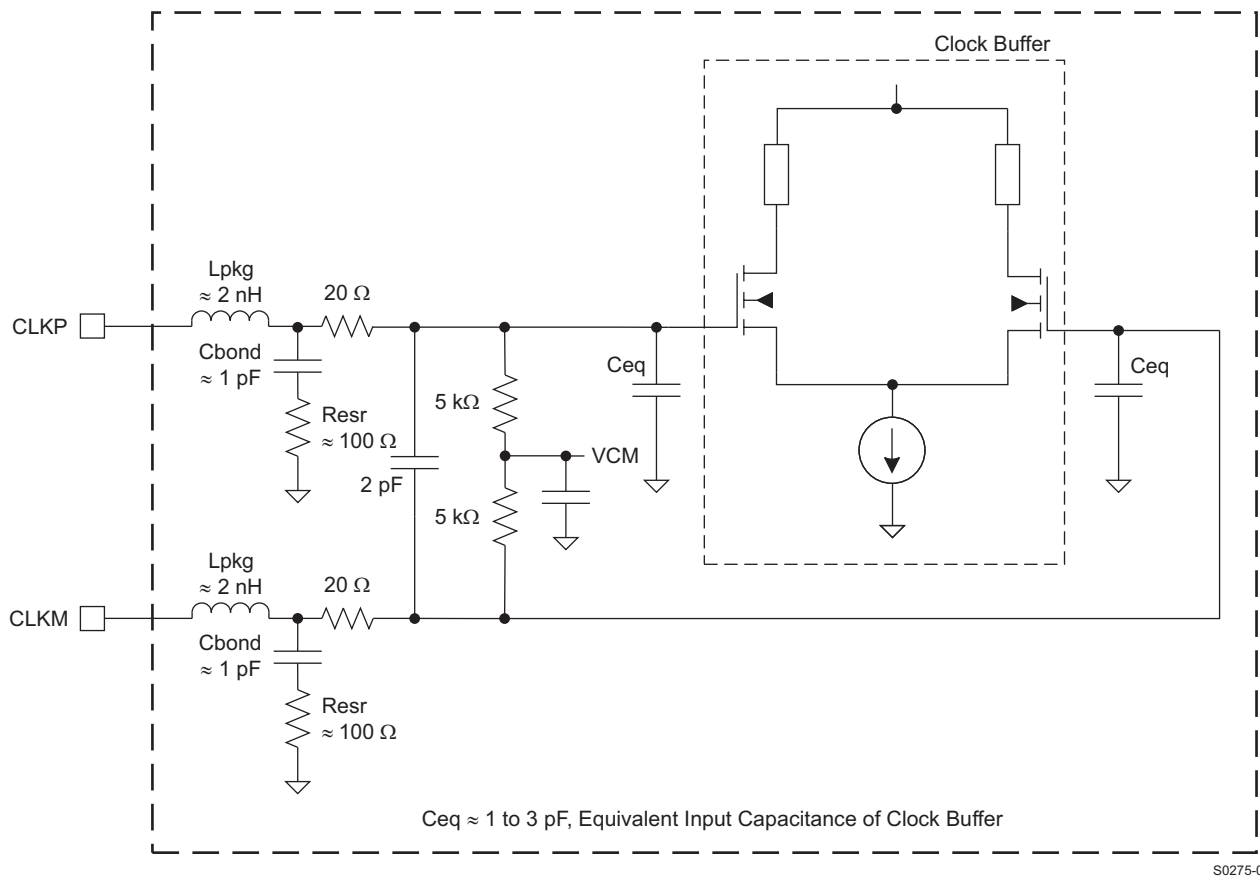 Clock Buffer
Lpkg
≈ 2 nH
20 Ω
CLKP
Cbond
≈ 1 pF
Ceq
Ceq
5 kΩ
Resr
≈ 100 Ω
VCM
2 pF
5 kΩ
Lpkg
≈ 2 nH
20 Ω
CLKM
Cbond
≈ 1 pF
Resr
≈ 100 Ω
Ceq ≈ 1 to 3 pF, Equivalent Input Capacitance of Clock Buffer